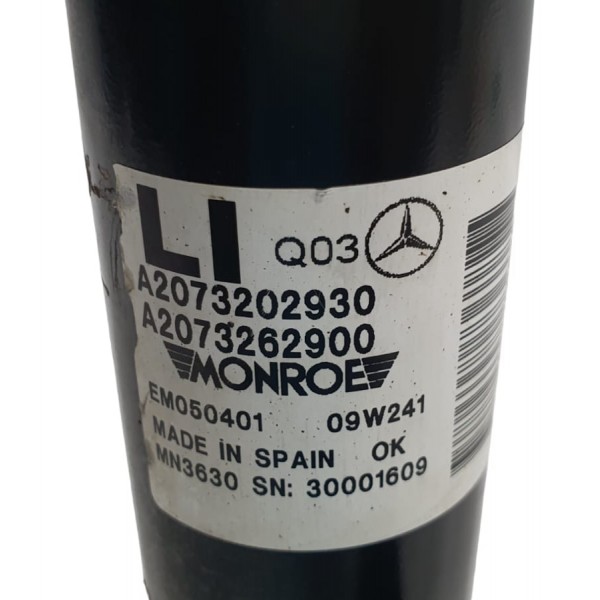 LI Q03
A2073202930
A2073262900
MONROE
EM050401 09W241
MADE IN SPAIN OK
MN3630 SN: 30001609